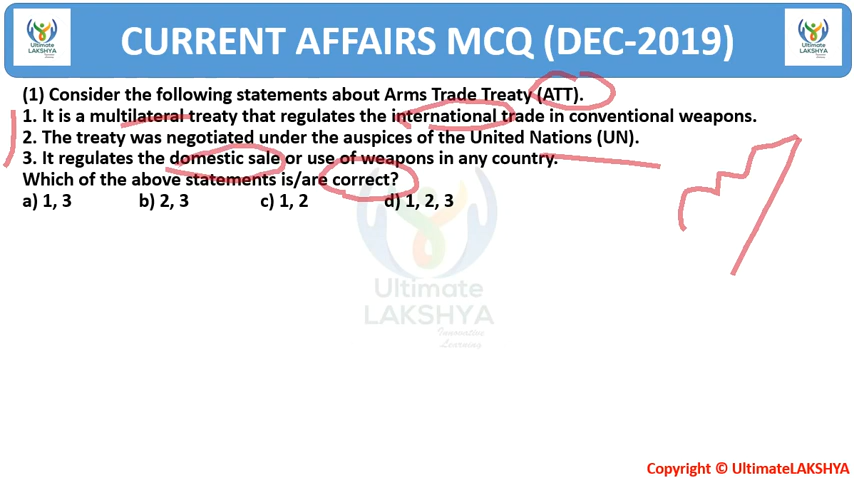 Ultimate
LAKSHYA
CURRENT AFFAIRS MCQ (DEC-2019)
Ultimate
LAKSHYA
(1) Consider the following statements about Arms Trade Treaty (ATT).
1. It is a multilateral treaty that regulates the international trade in conventional weapons.
2. The treaty was negotiated under the auspices of the United Nations (UN).
3. It regulates the domestic sale or use of weapons in any country.
Which of the above statements is/are correct?
a) 1, 3 b) 2, 3 c) 1, 2 d) 1, 2, 3
Ultimate
LAKSHYA
Innovative
Learning
Copyright © UltimateLAKSHYA